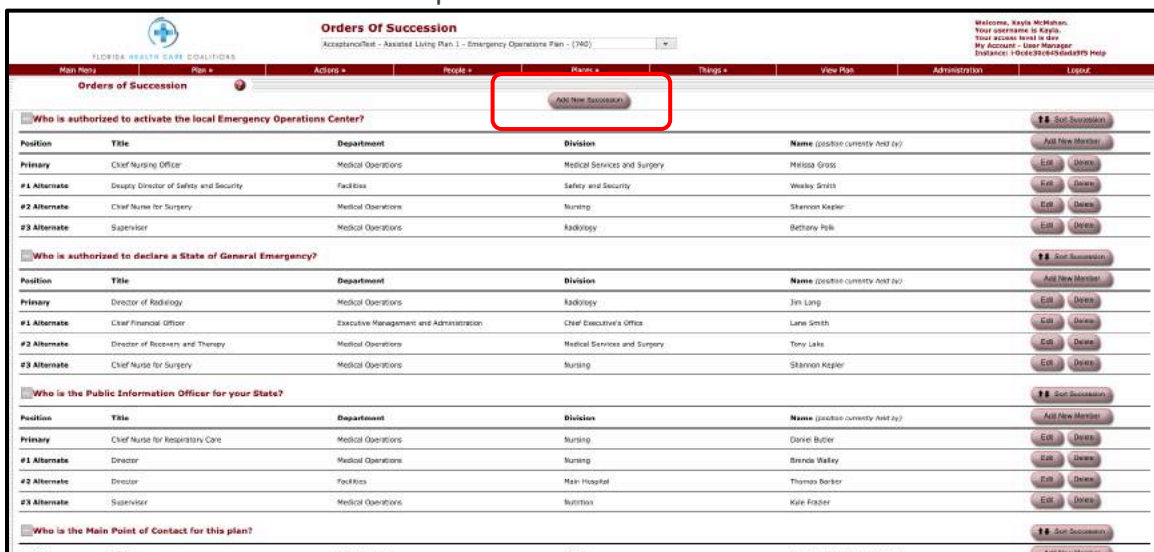 Orders Of Succession
AcceptanceTest - Assisted Living Plan 1 - Emergency Operations Plan - (740)
Welcome, Kayla McMahan.
Your username is Kayla.
Your access level is dev
My Account - User Manager
FLORIDA HEALTH CARE COALITIONS
Main Menu Plan » Actions » People » Places » Things » View Plan Administration Logout
Orders of Succession ?
Add New Succession
Who is authorized to activate the local Emergency Operations Center? Sort Succession
Position Title Department Division Name (position currently held by) Add New Member
Primary Chief Nursing Officer Medical Operations Medical Services and Surgery Melissa Gross Edit Delete
#1 Alternate Deupty Director of Safety and Security Facilities Safety and Security Wesley Smith Edit Delete
#2 Alternate Chief Nurse for Surgery Medical Operations Nursing Shannon Kepler Edit Delete
#3 Alternate Supervisor Medical Operations Radiology Bethany Polk Edit Delete
Who is authorized to declare a State of General Emergency? Sort Succession
Position Title Department Division Name (position currently held by) Add New Member
Primary Director of Radiology Medical Operations Radiology Jim Lang Edit Delete
#1 Alternate Chief Financial Officer Executive Management and Administration Chief Executive's Office Lane Smith Edit Delete
#2 Alternate Director of Recovery and Therapy Medical Operations Medical Services and Surgery Tony Lake Edit Delete
#3 Alternate Chief Nurse for Surgery Medical Operations Nursing Shannon Kepler Edit Delete
Who is the Public Information Officer for your State? Sort Succession
Position Title Department Division Name (position currently held by) Add New Member
Primary Chief Nurse for Respiratory Care Medical Operations Nursing Daniel Butler Edit Delete
#1 Alternate Director Medical Operations Nursing Brenda Walley Edit Delete
#2 Alternate Director Facilities Main Hospital Thomas Barber Edit Delete
#3 Alternate Supervisor Medical Operations Nutrition Kyle Frazier Edit Delete
Who is the Main Point of Contact for this plan? Sort Succession